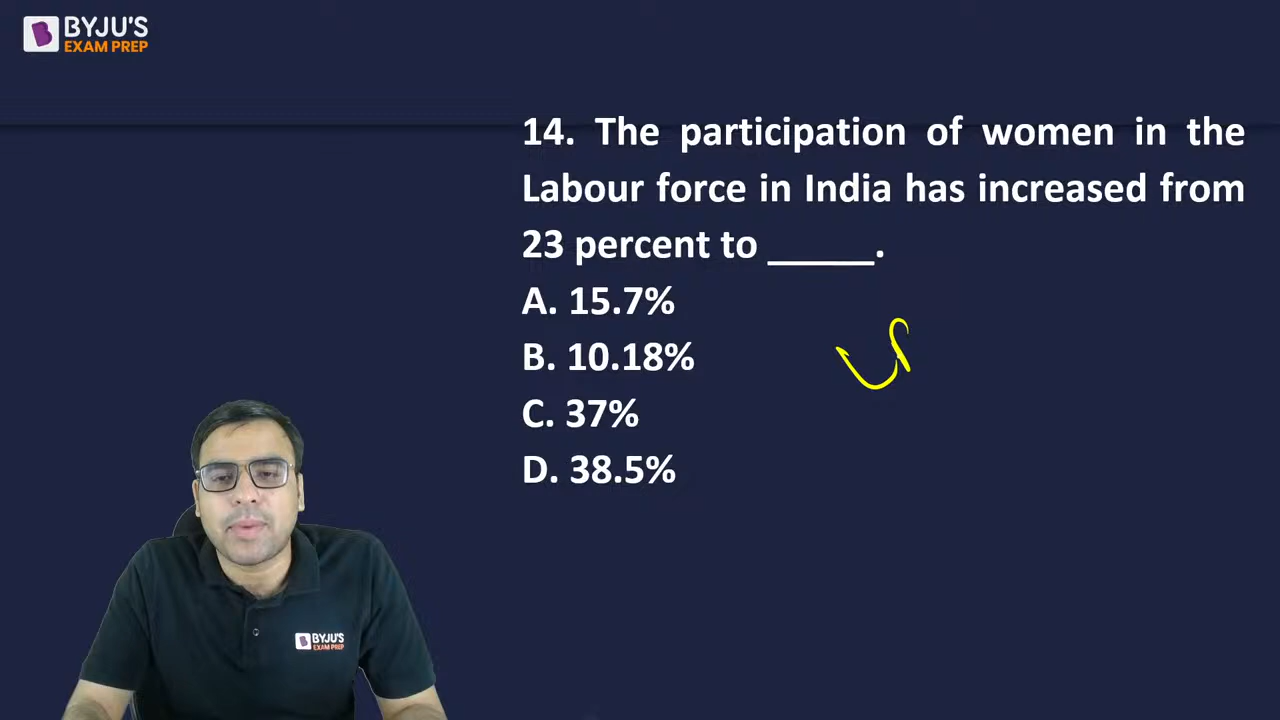 BYJU'S
EXAM PREP
14. The participation of women in the
Labour force in India has increased from
23 percent to _____.
A. 15.7%
B. 10.18%
C. 37%
D. 38.5%
BYJU'S
EXAM PREP